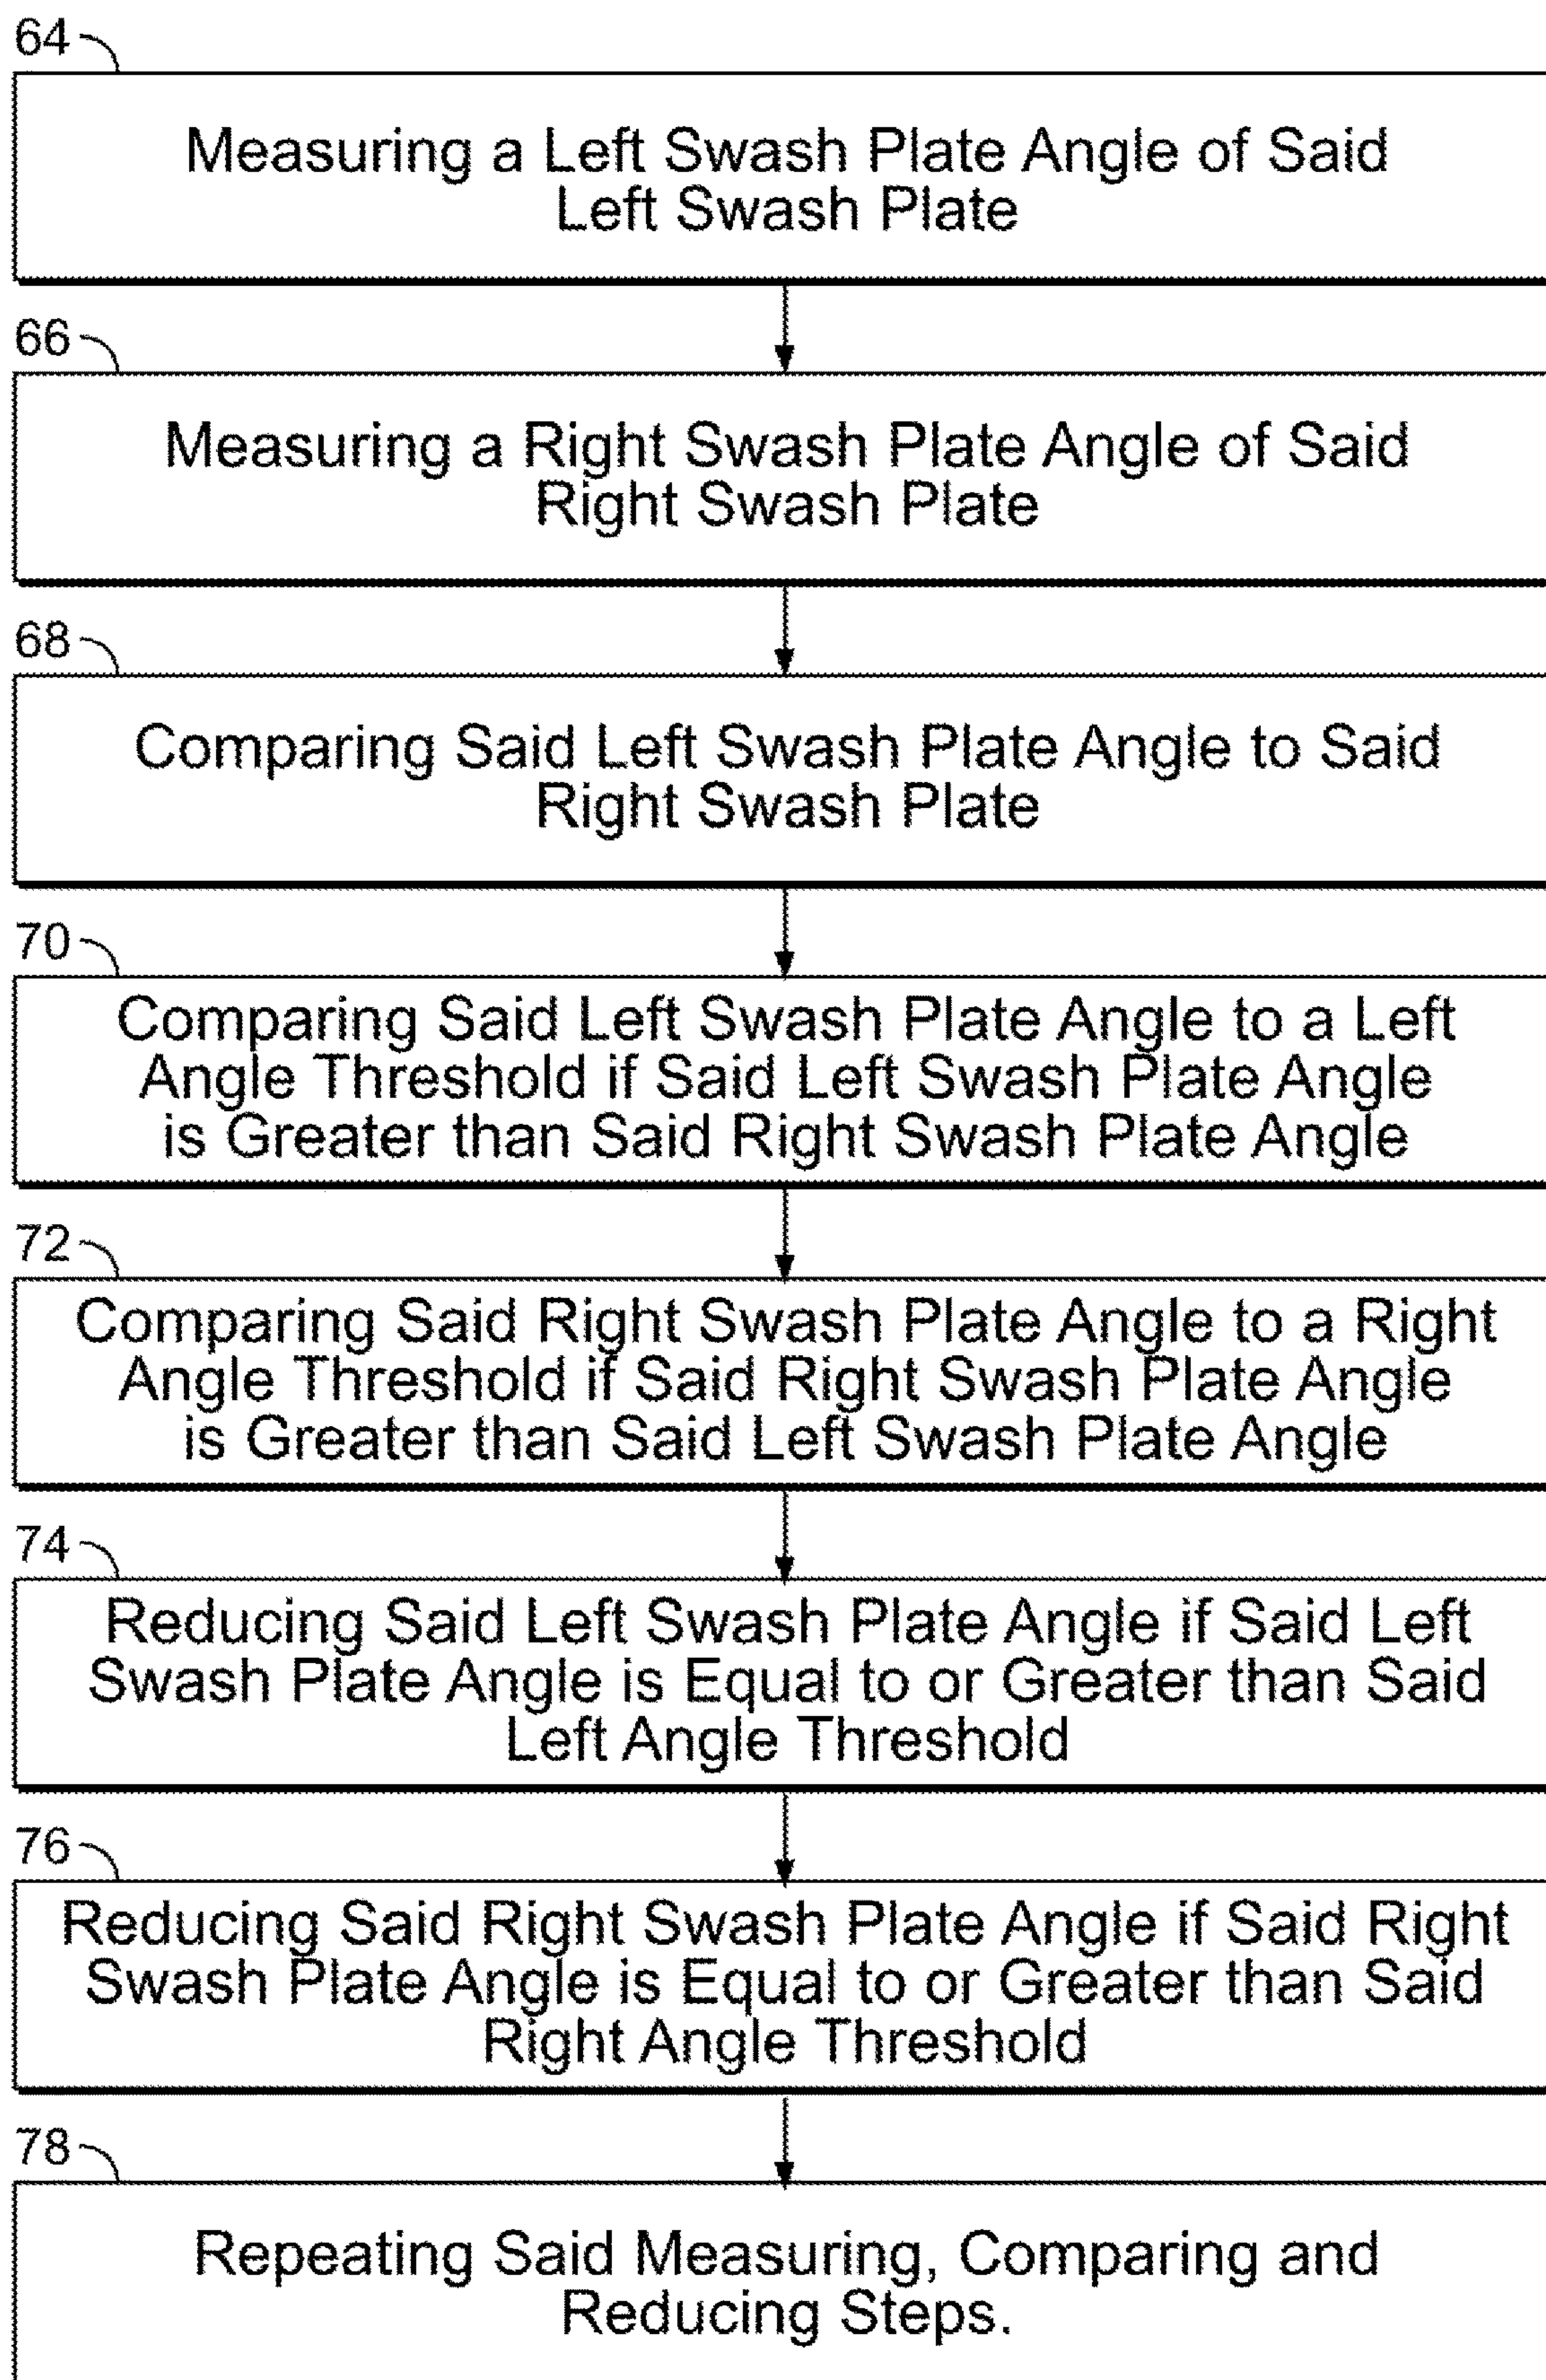 64
Measuring a Left Swash Plate Angle of Said
Left Swash Plate
66
Measuring a Right Swash Plate Angle of Said
Right Swash Plate
68
Comparing Said Left Swash Plate Angle to Said
Right Swash Plate
70
Comparing Said Left Swash Plate Angle to a Left
Angle Threshold if Said Left Swash Plate Angle
is Greater than Said Right Swash Plate Angle
72
Comparing Said Right Swash Plate Angle to a Right
Angle Threshold if Said Right Swash Plate Angle
is Greater than Said Left Swash Plate Angle
74
Reducing Said Left Swash Plate Angle if Said Left
Swash Plate Angle is Equal to or Greater than Said
Left Angle Threshold
76
Reducing Said Right Swash Plate Angle if Said Right
Swash Plate Angle is Equal to or Greater than Said
Right Angle Threshold
78
Repeating Said Measuring, Comparing and
Reducing Steps.